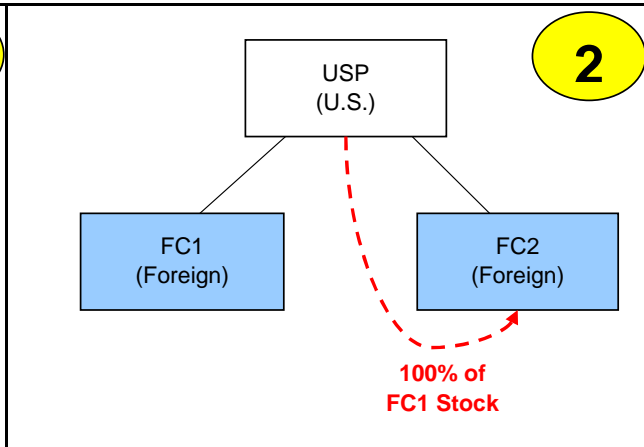 USP
(U.S.)
2
FC1
(Foreign)
FC2
(Foreign)
100% of
FC1 Stock